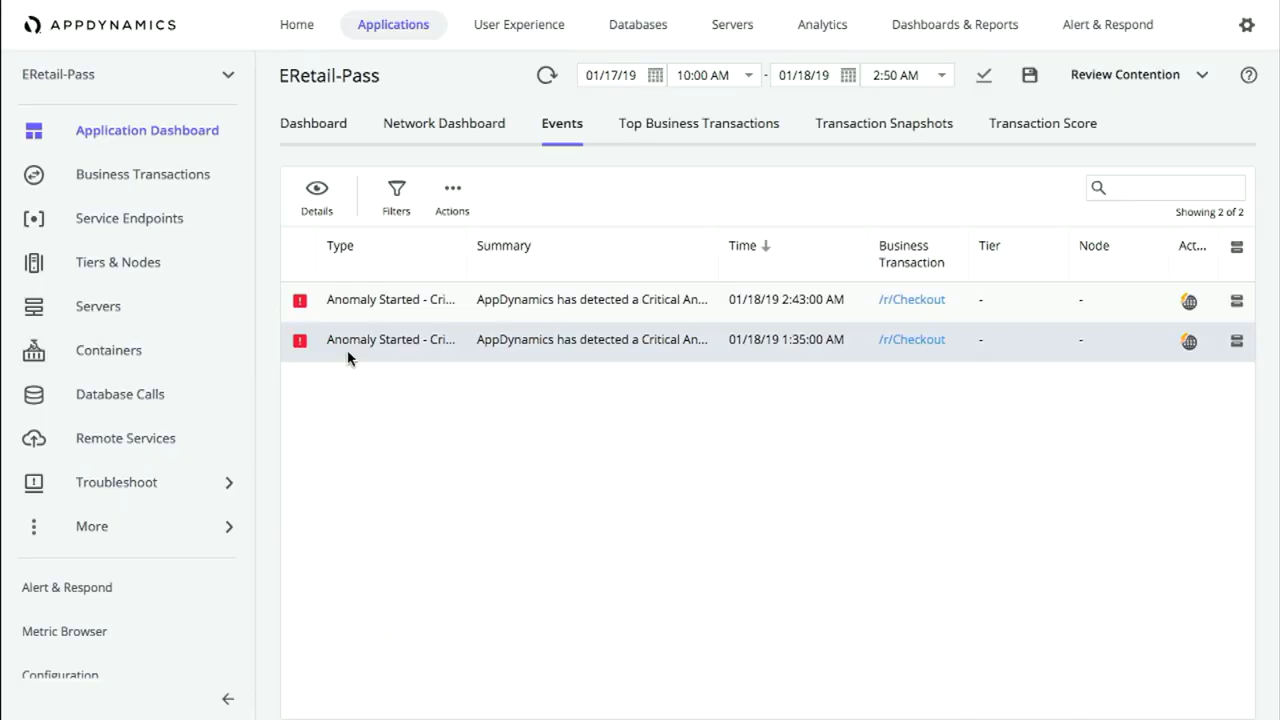 APPDYNAMICS
Home Applications User Experience Databases Servers Analytics Dashboards & Reports Alert & Respond
ERetail-Pass
Application Dashboard
Business Transactions
Service Endpoints
Tiers & Nodes
Servers
Containers
Database Calls
Remote Services
Troubleshoot
More
Alert & Respond
Metric Browser
Configuration
ERetail-Pass 01/17/19 10:00 AM - 01/18/19 2:50 AM Review Contention
Dashboard Network Dashboard Events Top Business Transactions Transaction Snapshots Transaction Score
Details Filters Actions
Showing 2 of 2
Type Summary Time Business Transaction Tier Node Act...
Anomaly Started - Cri... AppDynamics has detected a Critical An... 01/18/19 2:43:00 AM /r/Checkout - -
Anomaly Started - Cri... AppDynamics has detected a Critical An... 01/18/19 1:35:00 AM /r/Checkout - -